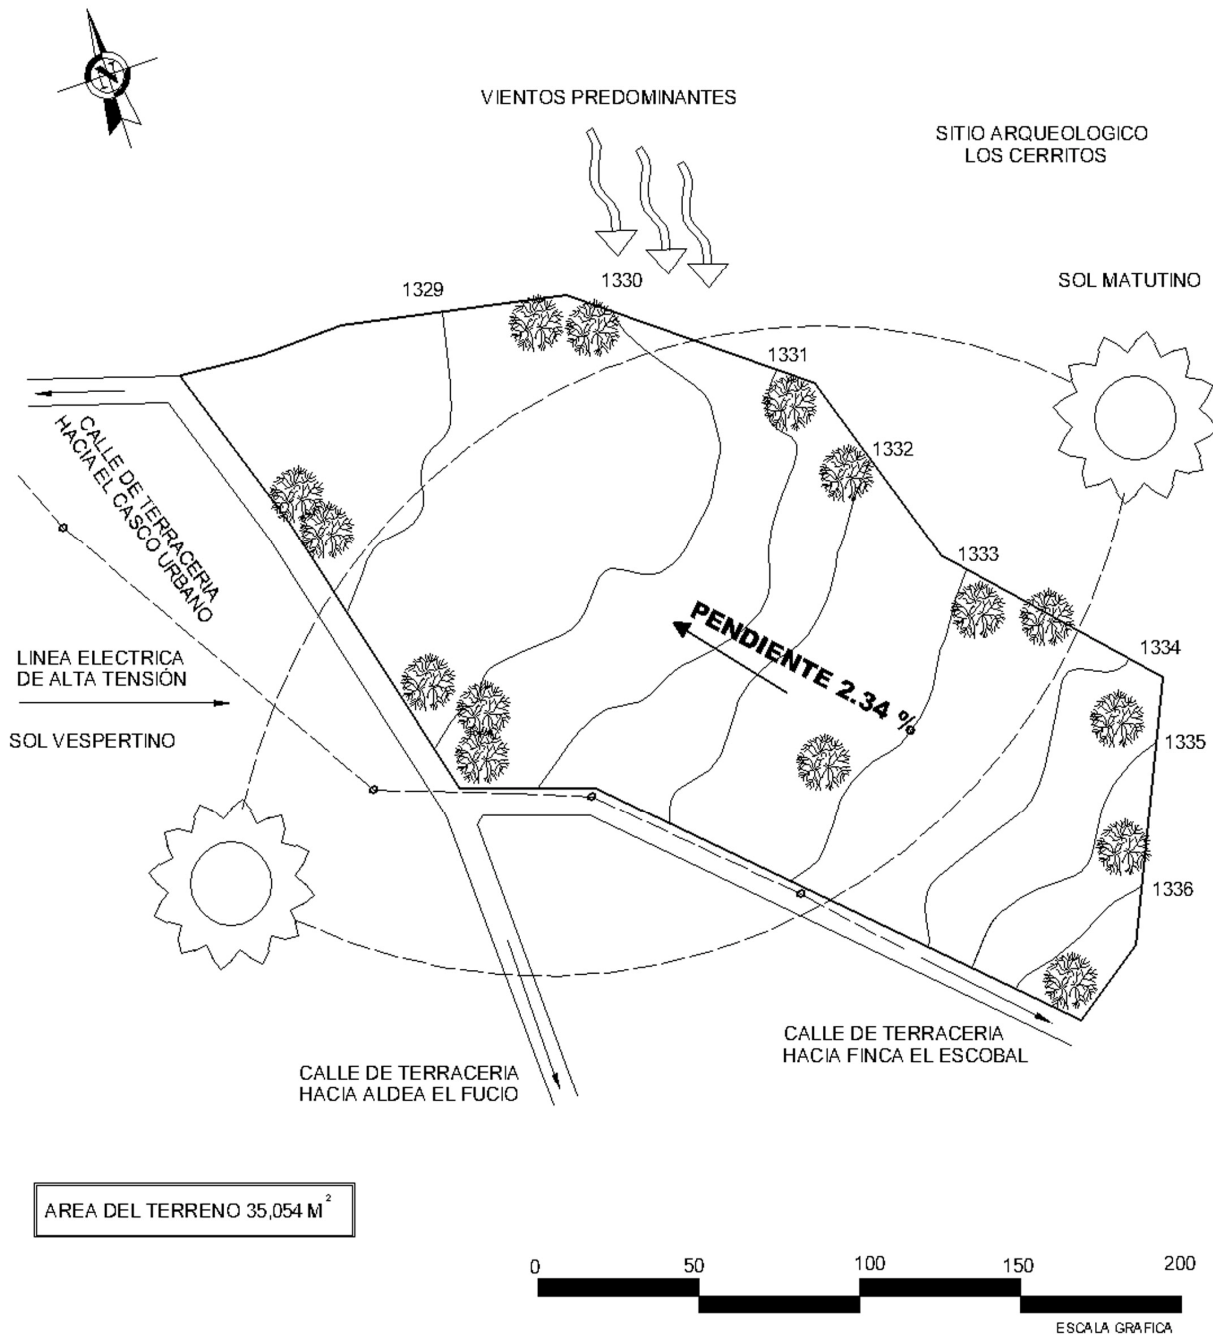 N
VIENTOS PREDOMINANTES
SITIO ARQUEOLOGICO
LOS CERRITOS
SOL MATUTINO
1329
1330
1331
1332
1333
1334
1335
1336
CALLE DE TERRACERIA
HACIA EL CASCO URBANO
PENDIENTE 2.34 %
LINEA ELECTRICA
DE ALTA TENSIÓN
SOL VESPERTINO
CALLE DE TERRACERIA
HACIA FINCA EL ESCOBAL
CALLE DE TERRACERIA
HACIA ALDEA EL FUCIO
AREA DEL TERRENO 35,054 M²
0 50 100 150 200
ESCALA GRAFICA